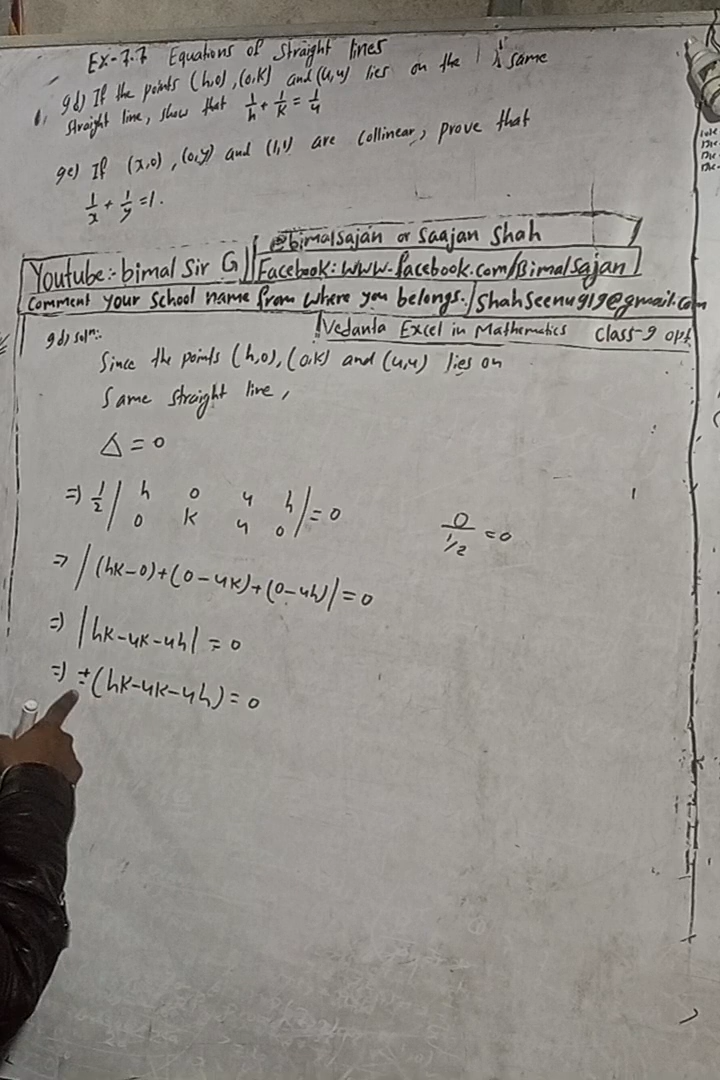 Ex-7.7 Equations of straight lines
9d) If the points (h,0), (0,K) and (4,4) lies on the same
straight line, show that 1/h + 1/K = 1/4
9e) If (x,0), (0,y) and (1,1) are collinear, prove that
1/x + 1/y = 1.
@bimalsajan or Saajan Shah
Youtube:- bimal Sir G
Facebook: www.facebook.com/Bimalsajan
Comment your School name from where you belongs.
Shahseenu919@gmail.com
Vedanta Excel in Mathematics Class-9 opt
9d) soln:-
Since the points (h,0), (0,K) and (4,4) lies on
Same straight line,
Δ = 0
=> 1/2 | h 0 4 h
0 K 4 0 | = 0
0/1/2 = 0
=> |(hK-0)+(0-4K)+(0-4h)| = 0
=> |hK-4K-4h| = 0
=> ±(hK-4K-4h) = 0